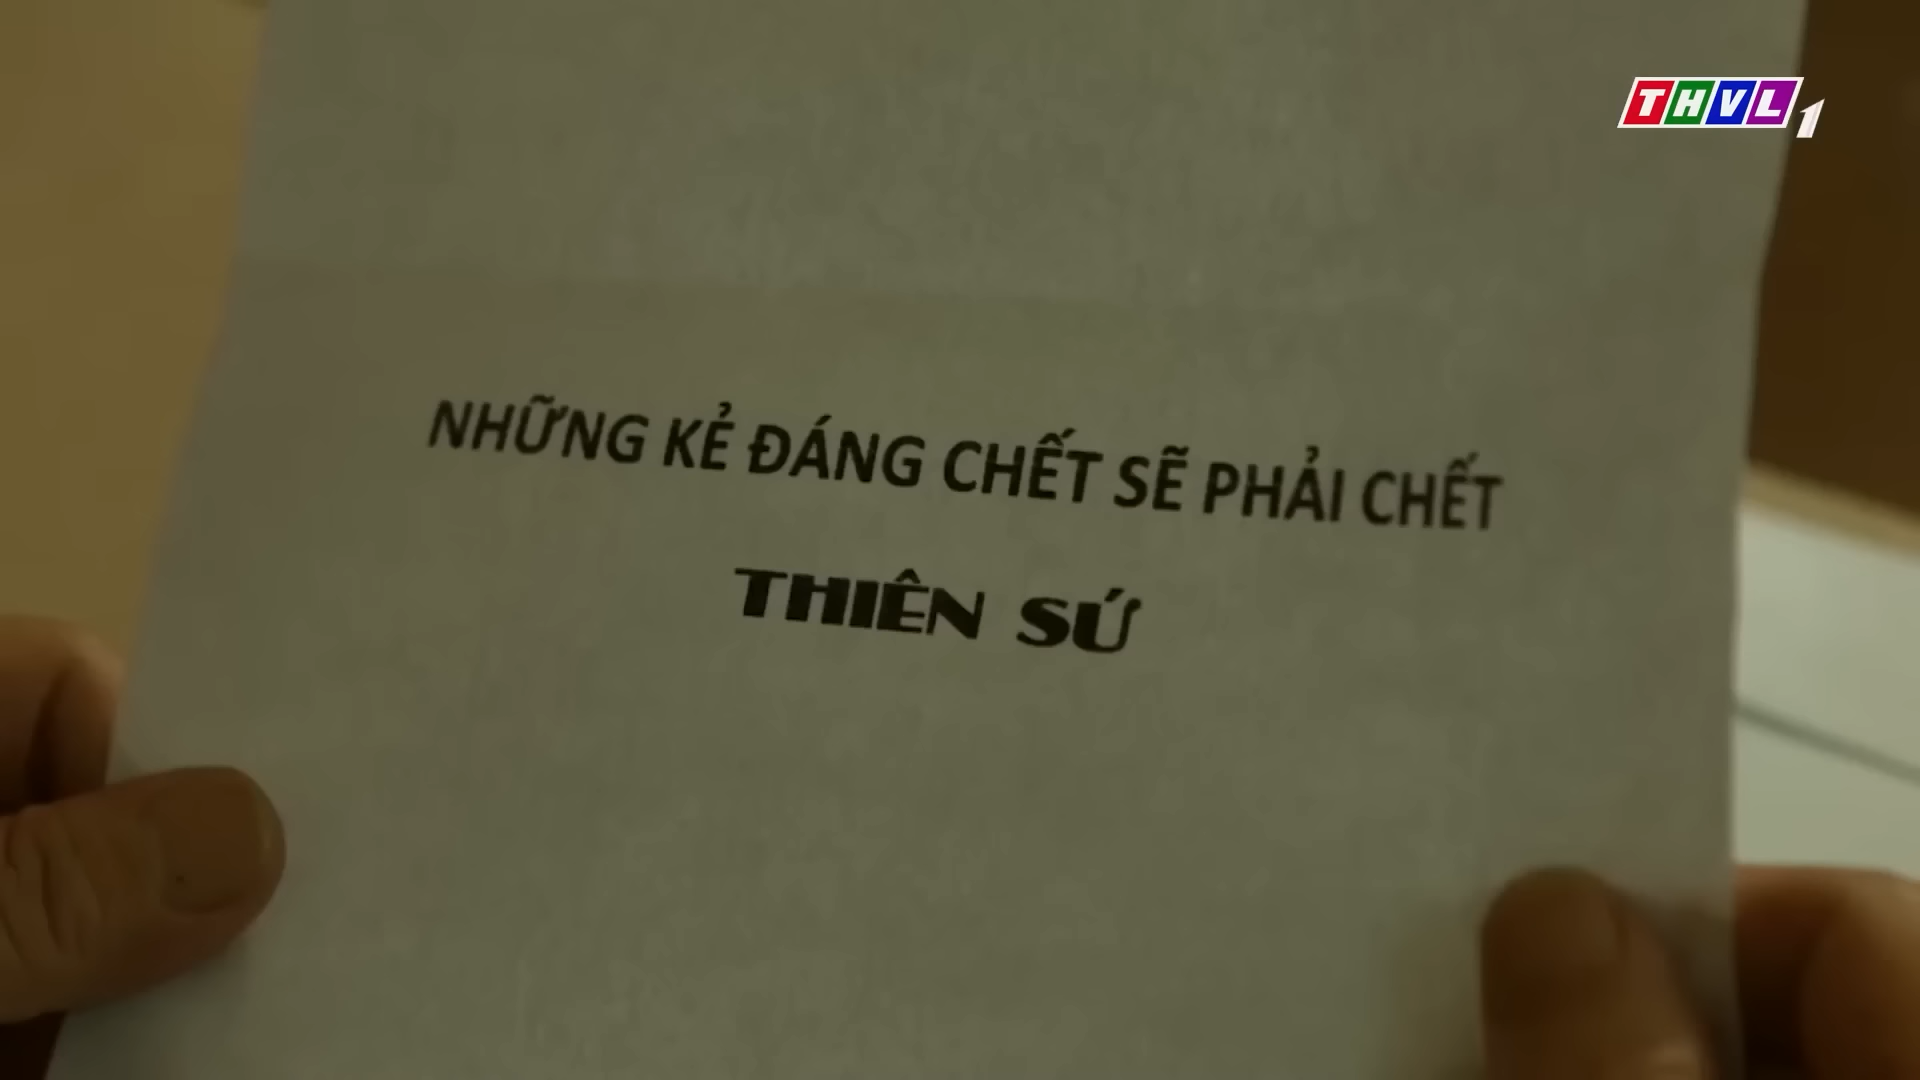 THVL1
NHỮNG KẺ ĐÁNG CHẾT SẼ PHẢI CHẾT
THIÊN SỨ